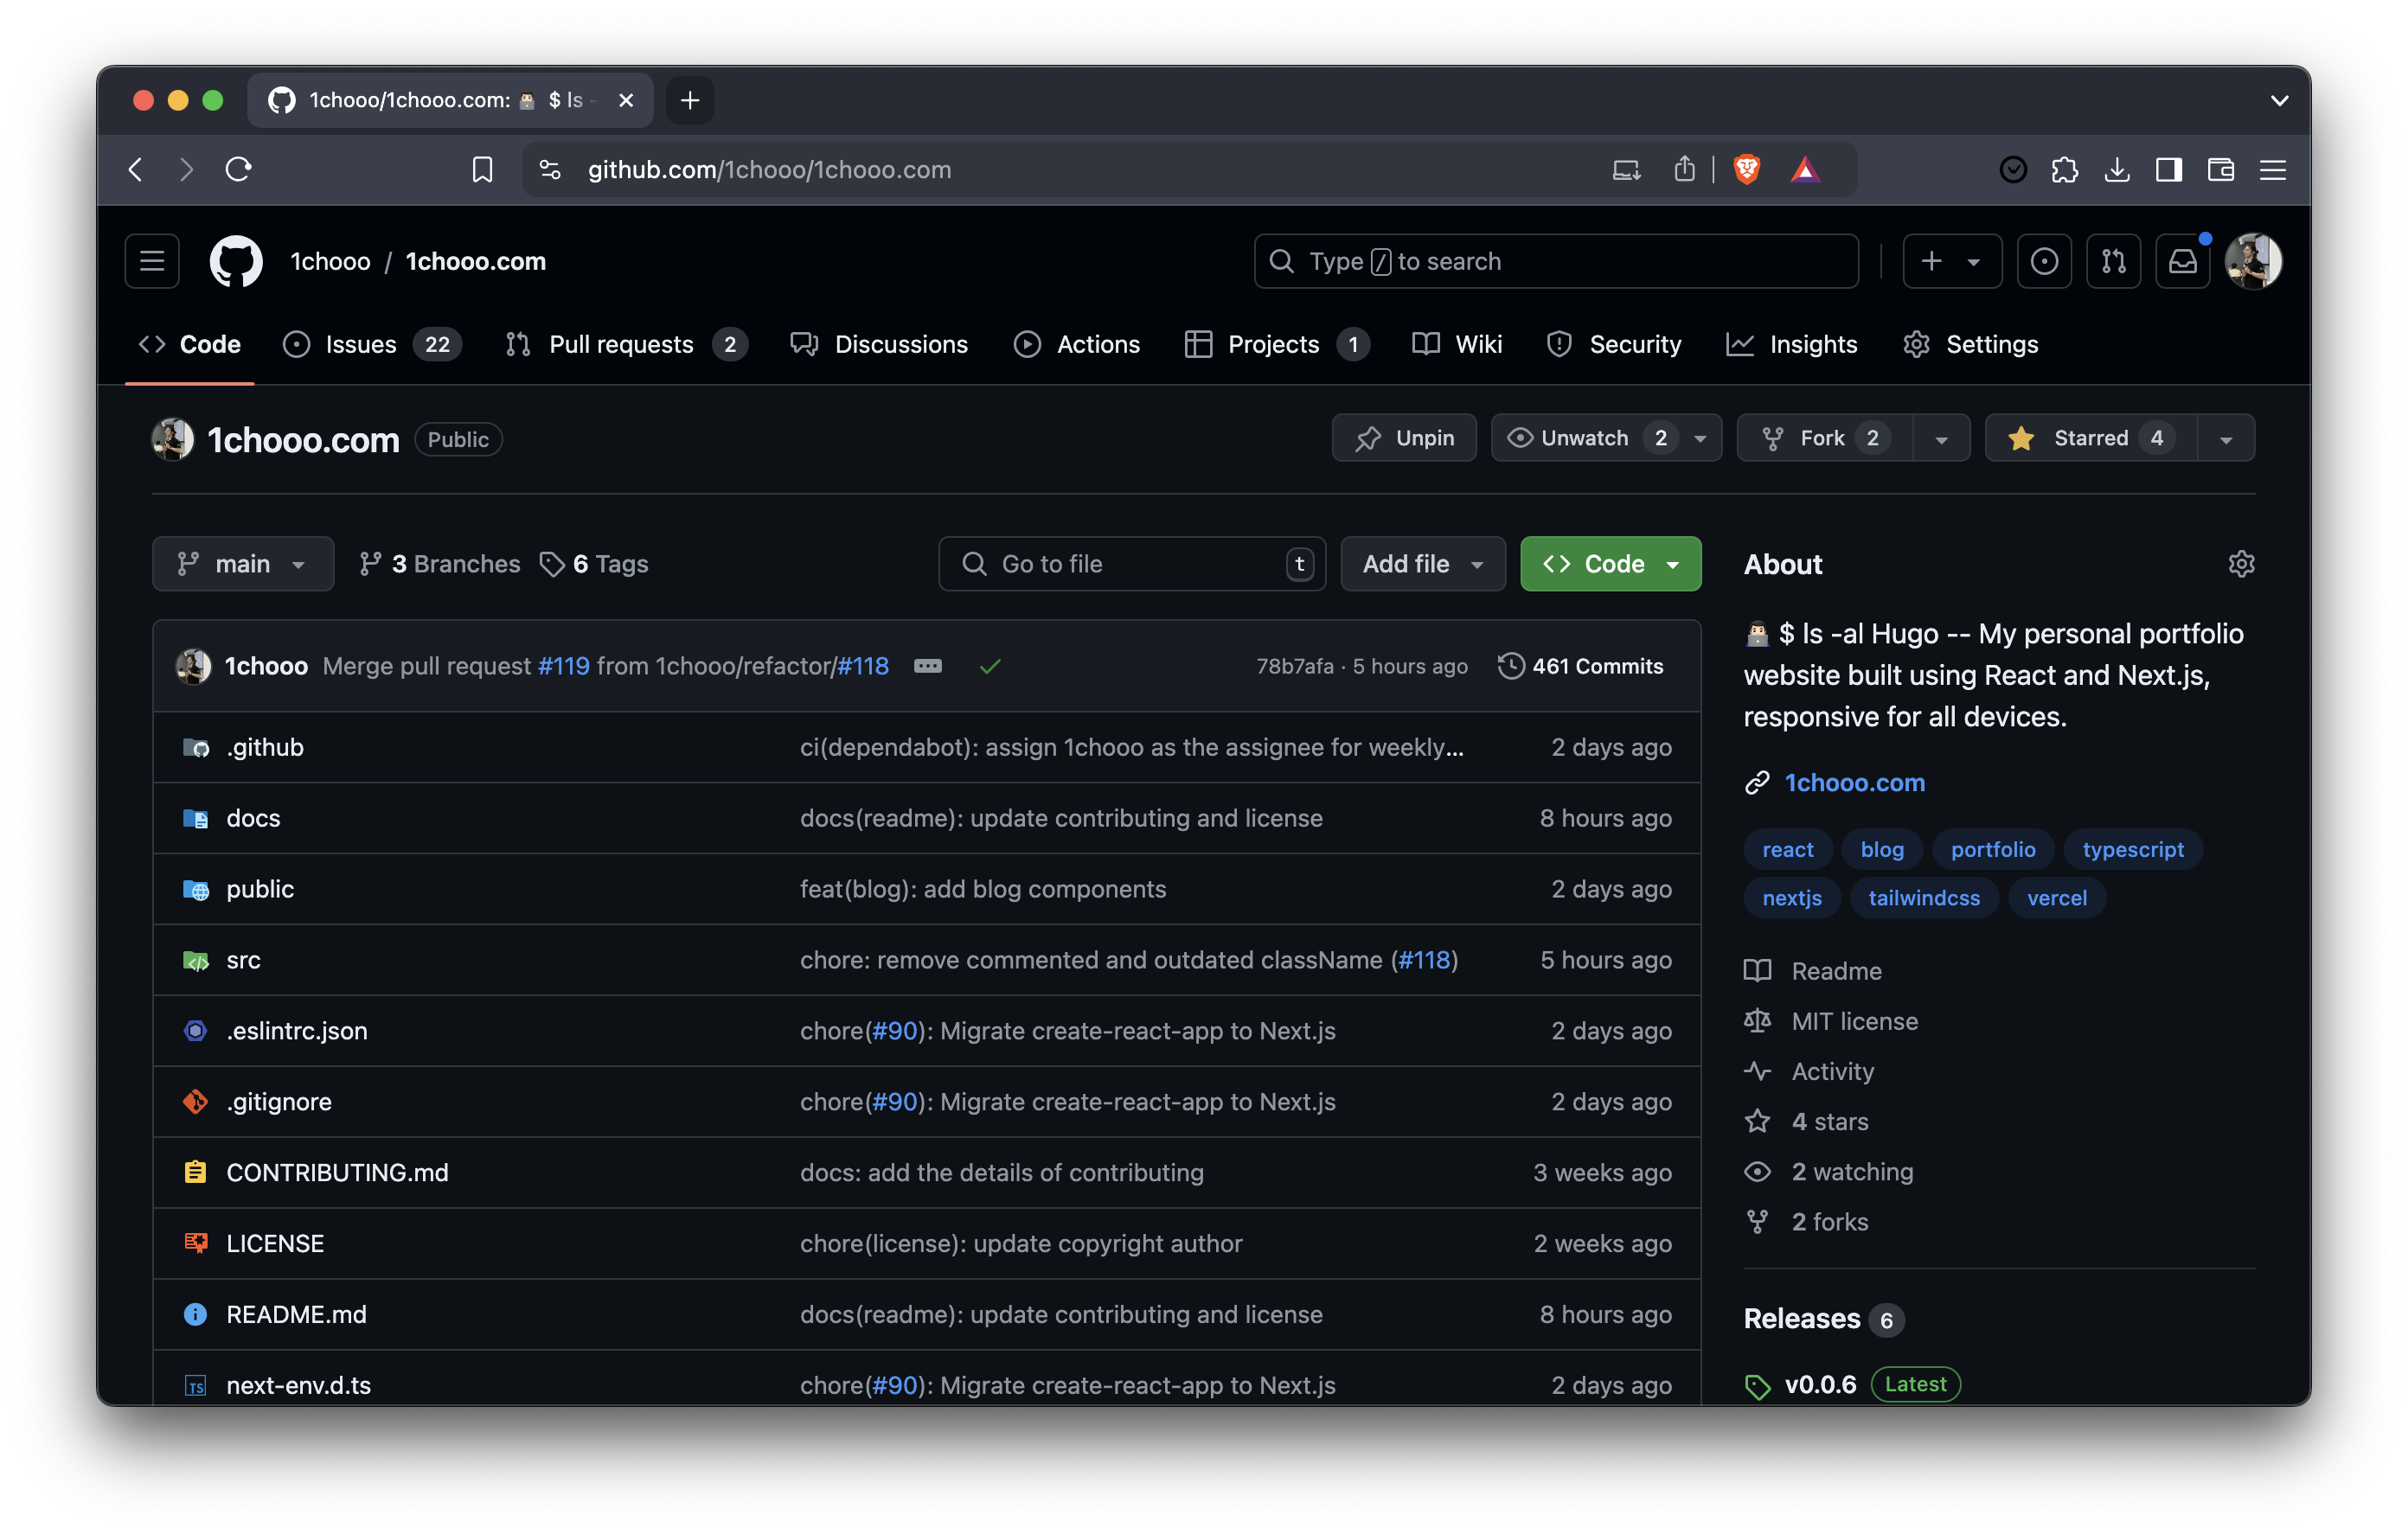 1chooo/1chooo.com: $ ls -
github.com/1chooo/1chooo.com
1chooo / 1chooo.com
Type / to search
Code Issues 22 Pull requests 2 Discussions Actions Projects 1 Wiki Security Insights Settings
1chooo.com Public Unpin Unwatch 2 Fork 2 Starred 4
main 3 Branches 6 Tags Go to file t Add file Code
1chooo Merge pull request #119 from 1chooo/refactor/#118 78b7afa · 5 hours ago 461 Commits
.github ci(dependabot): assign 1chooo as the assignee for weekly... 2 days ago
docs docs(readme): update contributing and license 8 hours ago
public feat(blog): add blog components 2 days ago
src chore: remove commented and outdated className (#118) 5 hours ago
.eslintrc.json chore(#90): Migrate create-react-app to Next.js 2 days ago
.gitignore chore(#90): Migrate create-react-app to Next.js 2 days ago
CONTRIBUTING.md docs: add the details of contributing 3 weeks ago
LICENSE chore(license): update copyright author 2 weeks ago
README.md docs(readme): update contributing and license 8 hours ago
TS next-env.d.ts chore(#90): Migrate create-react-app to Next.js 2 days ago
About
$ ls -al Hugo -- My personal portfolio
website built using React and Next.js,
responsive for all devices.
1chooo.com
react blog portfolio typescript
nextjs tailwindcss vercel
Readme
MIT license
Activity
4 stars
2 watching
2 forks
Releases 6
v0.0.6 Latest